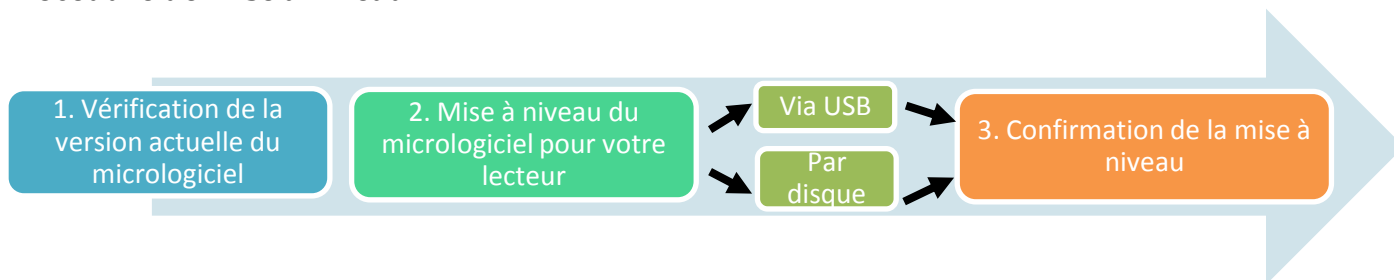 1. Vérification de la
version actuelle du
micrologiciel
2. Mise à niveau du
micrologiciel pour votre
lecteur
Via USB
Par
disque
3. Confirmation de la mise à
niveau